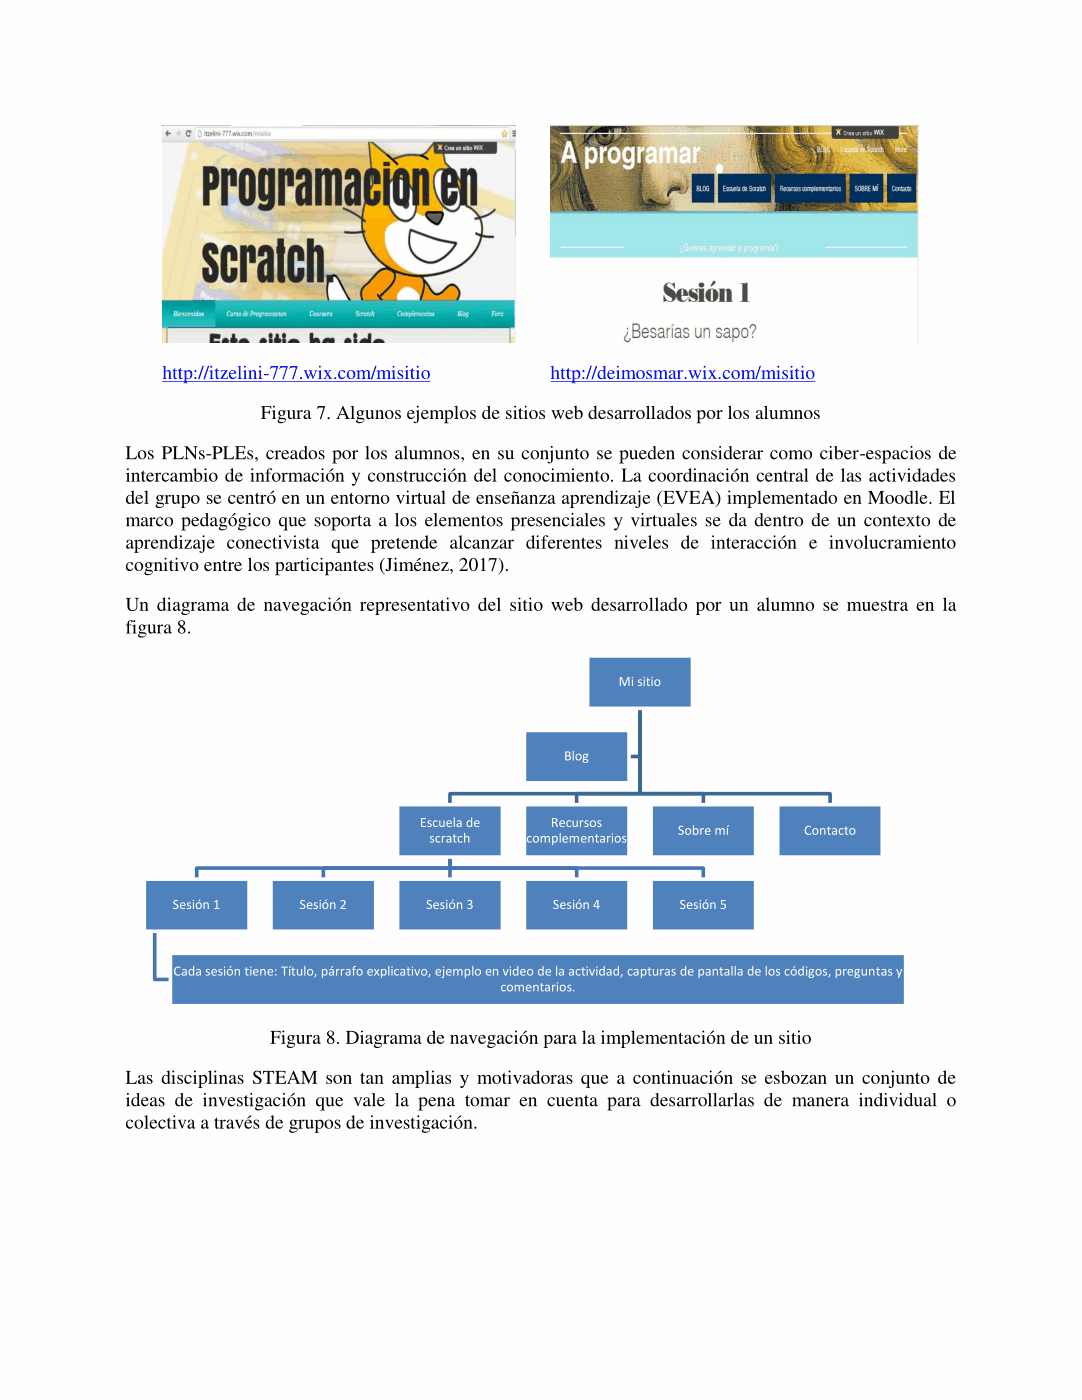 itzelini-777.wix.com/misitio
Crea un sitio WIX
Programacion en
scratch.
Bienvenidos Curso de Programacion Coursera Scratch Complementos Blog Foro
Este sitio ha sido
Crea un sitio WIX
A programar
BLOG Escuela de Scratch More
BLOG Escuela de Scratch Recursos complementarios SOBRE MÍ Contacto
¿Quieres aprender a programar?
Sesión 1
¿Besarías un sapo?
http://itzelini-777.wix.com/misitio http://deimosmar.wix.com/misitio
Figura 7. Algunos ejemplos de sitios web desarrollados por los alumnos
Los PLNs-PLEs, creados por los alumnos, en su conjunto se pueden considerar como ciber-espacios de
intercambio de información y construcción del conocimiento. La coordinación central de las actividades
del grupo se centró en un entorno virtual de enseñanza aprendizaje (EVEA) implementado en Moodle. El
marco pedagógico que soporta a los elementos presenciales y virtuales se da dentro de un contexto de
aprendizaje conectivista que pretende alcanzar diferentes niveles de interacción e involucramiento
cognitivo entre los participantes (Jiménez, 2017).
Un diagrama de navegación representativo del sitio web desarrollado por un alumno se muestra en la
figura 8.
Mi sitio
Blog
Escuela de
scratch
Recursos
complementarios
Sobre mí
Contacto
Sesión 1
Sesión 2
Sesión 3
Sesión 4
Sesión 5
Cada sesión tiene: Título, párrafo explicativo, ejemplo en video de la actividad, capturas de pantalla de los códigos, preguntas y
comentarios.
Figura 8. Diagrama de navegación para la implementación de un sitio
Las disciplinas STEAM son tan amplias y motivadoras que a continuación se esbozan un conjunto de
ideas de investigación que vale la pena tomar en cuenta para desarrollarlas de manera individual o
colectiva a través de grupos de investigación.